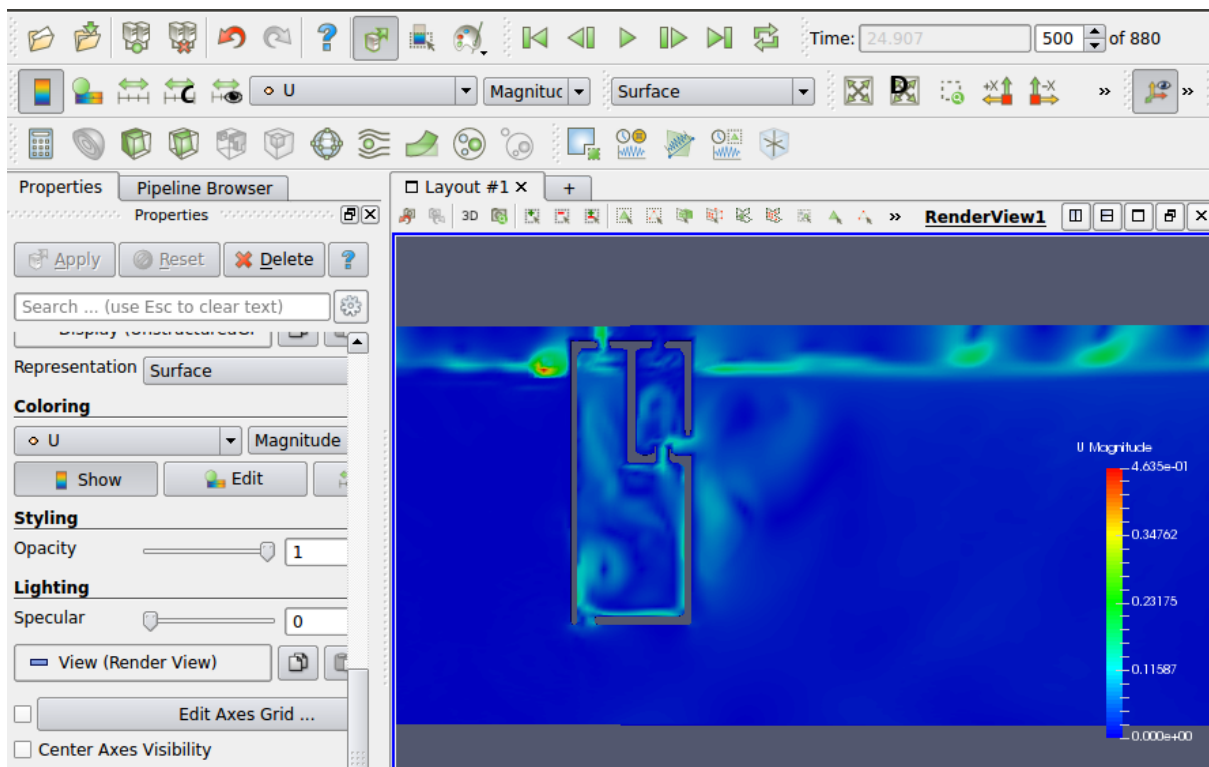 Time: 24.907 500 of 880
U Magnituc Surface
Properties Pipeline Browser
Properties
Apply Reset Delete ?
Search ... (use Esc to clear text)
Display (UnstructuredGr
Representation Surface
Coloring
U Magnitude
Show Edit
Styling
Opacity 1
Lighting
Specular 0
View (Render View)
Edit Axes Grid ...
Center Axes Visibility
Layout #1 +
3D » RenderView1
U Magnitude
4.635e-01
0.34762
0.23175
0.11587
0.000e+00